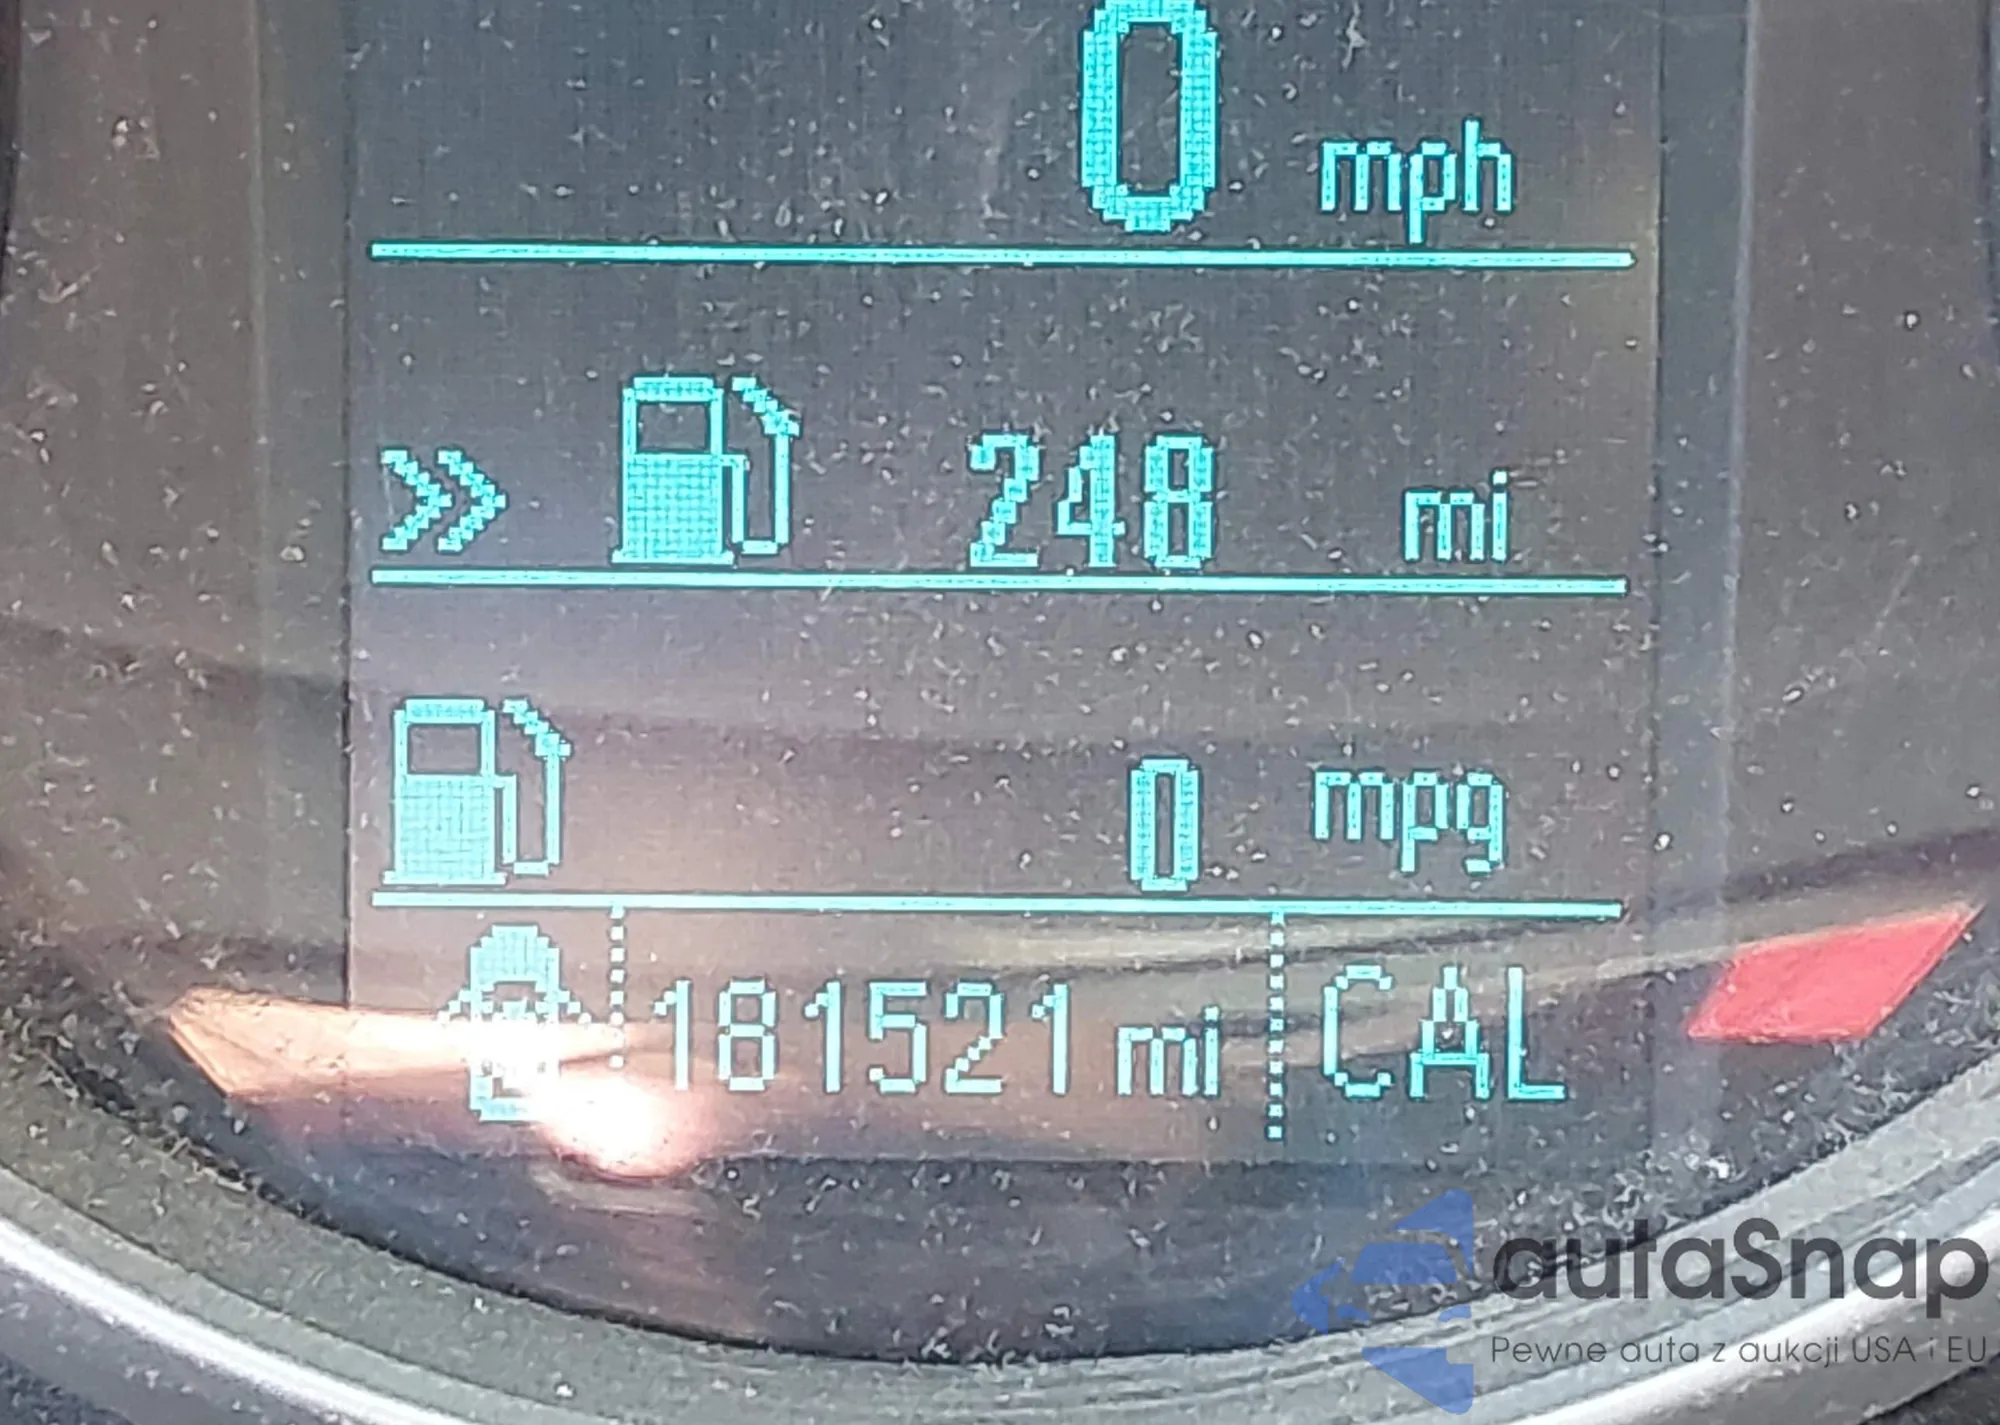 0 mph
» 248 mi
0 mpg
181521 mi CAL
autaSnap
Pewne auta z aukcji USA i EU